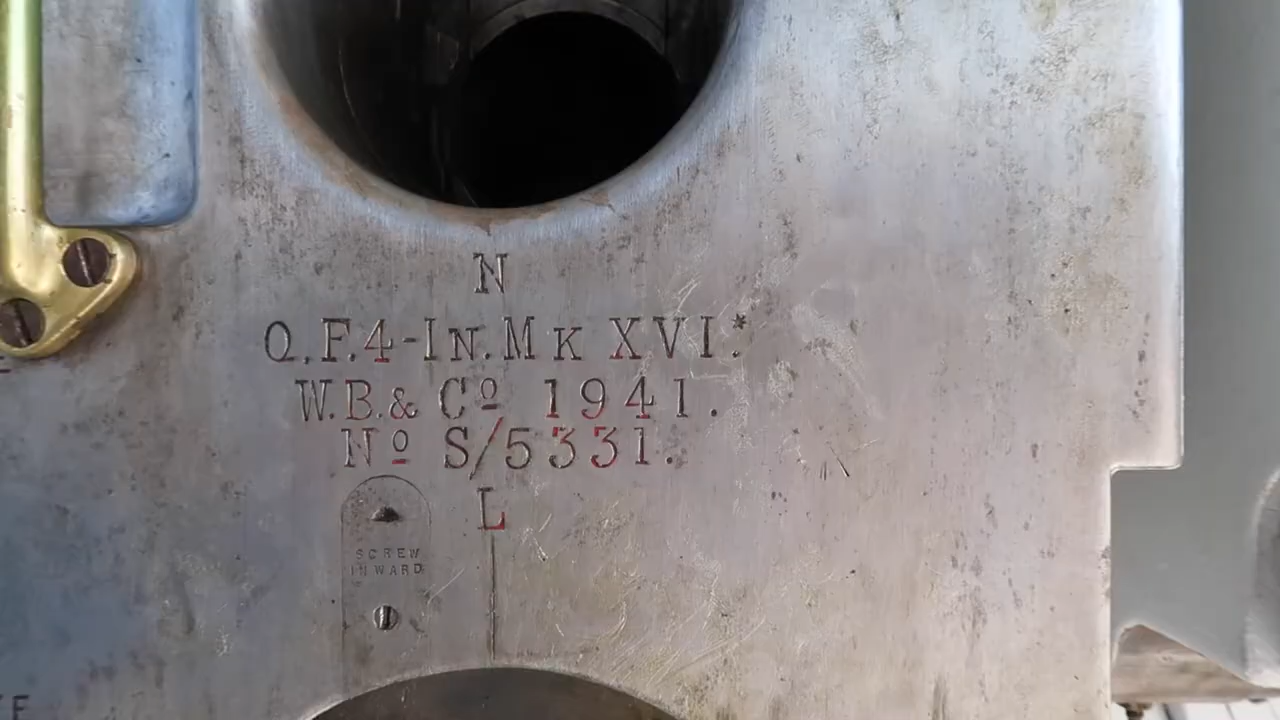 N
Q.F.4-IN.MK XVI.*
W.B.& Cº 1941.
Nº S/5331.
L
SCREW
INWARD